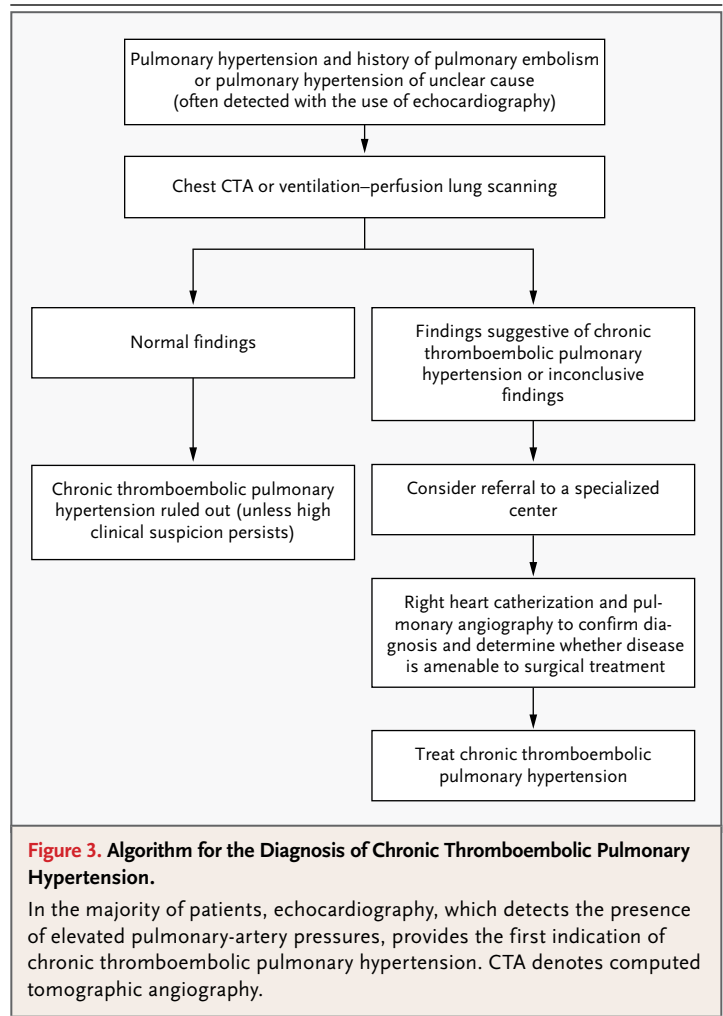 Pulmonary hypertension and history of pulmonary embolism
or pulmonary hypertension of unclear cause
(often detected with the use of echocardiography)
Chest CTA or ventilation–perfusion lung scanning
Normal findings
Findings suggestive of chronic
thromboembolic pulmonary
hypertension or inconclusive
findings
Chronic thromboembolic pulmonary
hypertension ruled out (unless high
clinical suspicion persists)
Consider referral to a specialized
center
Right heart catherization and pul-
monary angiography to confirm dia-
gnosis and determine whether disease
is amenable to surgical treatment
Treat chronic thromboembolic
pulmonary hypertension
Figure 3. Algorithm for the Diagnosis of Chronic Thromboembolic Pulmonary
Hypertension.
In the majority of patients, echocardiography, which detects the presence
of elevated pulmonary-artery pressures, provides the first indication of
chronic thromboembolic pulmonary hypertension. CTA denotes computed
tomographic angiography.